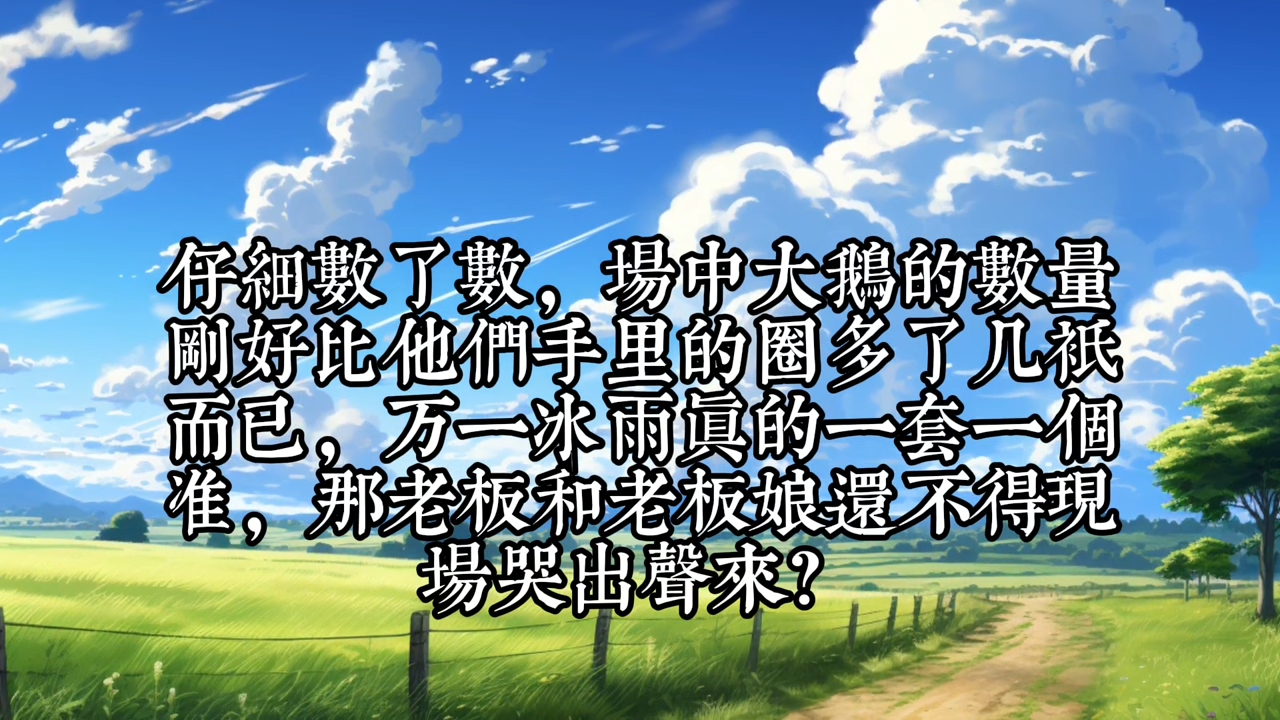 仔細數了數，場中大鵝的數量
剛好比他們手里的圈多了几衹
而已，万一冰雨眞的一套一個
准，那老板和老板娘還不得現
場哭出聲來？